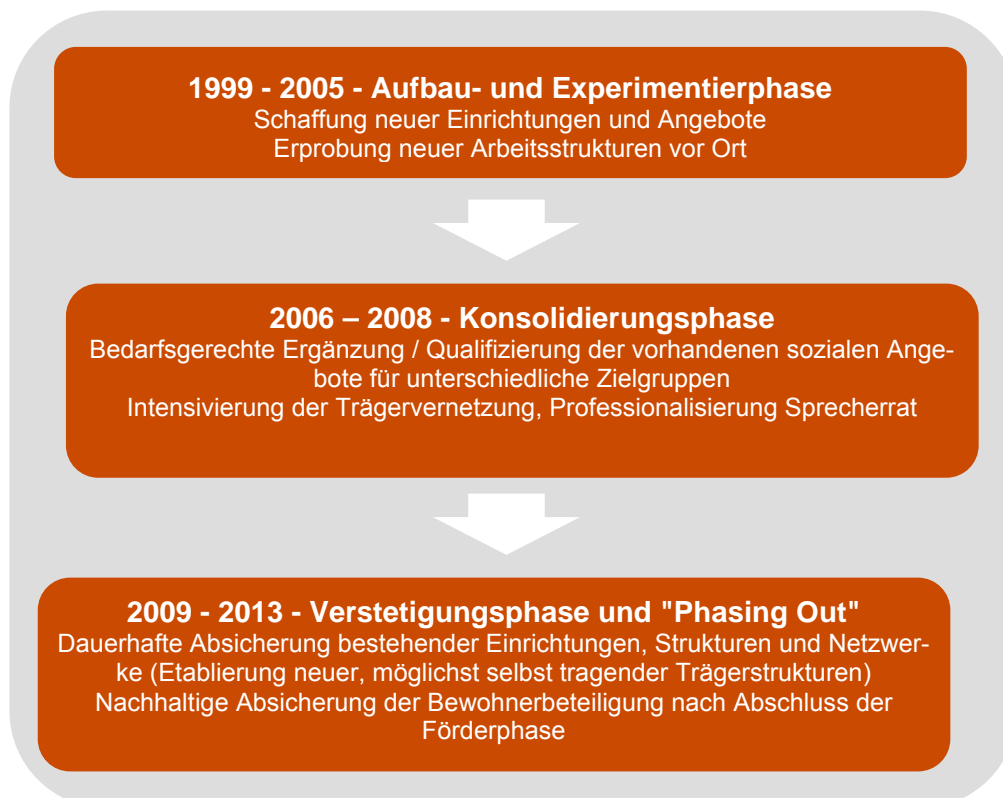 1999 - 2005 - Aufbau- und Experimentierphase
Schaffung neuer Einrichtungen und Angebote
Erprobung neuer Arbeitsstrukturen vor Ort
2006 – 2008 - Konsolidierungsphase
Bedarfsgerechte Ergänzung / Qualifizierung der vorhandenen sozialen Ange-
bote für unterschiedliche Zielgruppen
Intensivierung der Trägervernetzung, Professionalisierung Sprecherrat
2009 - 2013 - Verstetigungsphase und "Phasing Out"
Dauerhafte Absicherung bestehender Einrichtungen, Strukturen und Netzwer-
ke (Etablierung neuer, möglichst selbst tragender Trägerstrukturen)
Nachhaltige Absicherung der Bewohnerbeteiligung nach Abschluss der
Förderphase